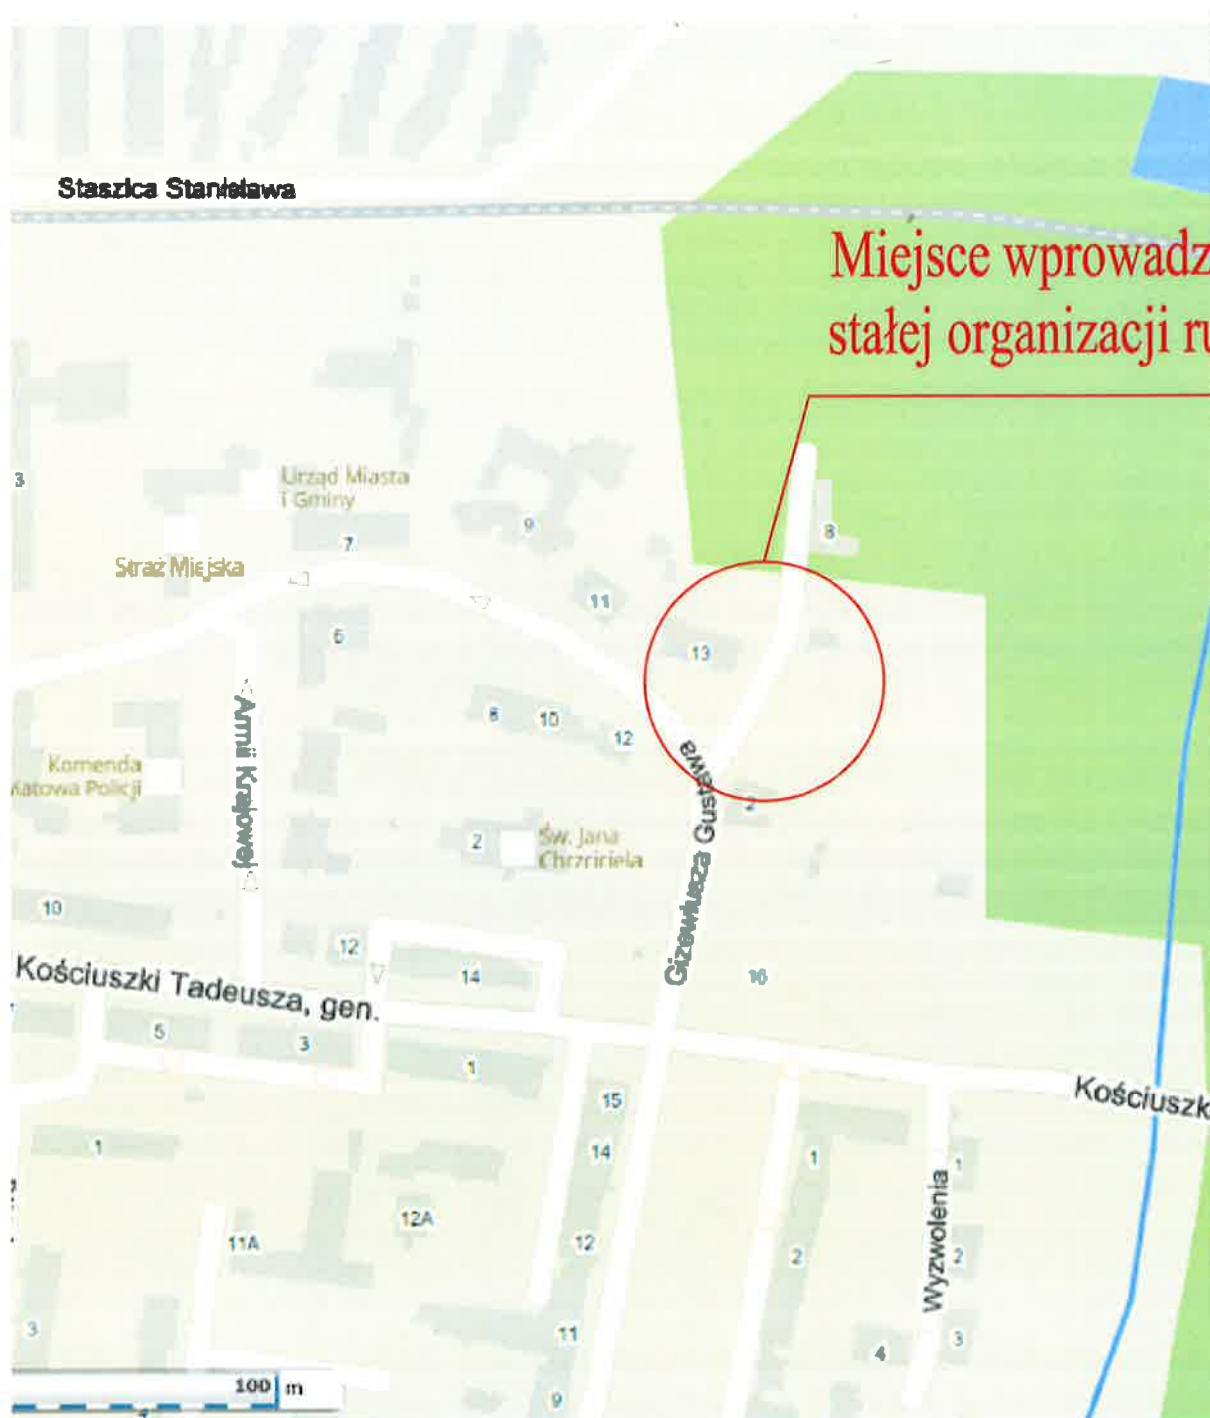 Staszica Stanisława
Miejsce wprowadz
stałej organizacji ru
3
Urząd Miasta
i Gminy
7
9
8
Straż Miejska
11
6
13
8
10
12
Armii Krajowej
Komenda
Policji
2
Św. Jana
Gizewiusza Gustawa
2
10
12
14
16
Kościuszki Tadeusza, gen.
5
3
1
Kościuszk
15
14
1
1
1
12A
11A
12
2
Wyzwolenia
2
3
11
4
3
100 m
9